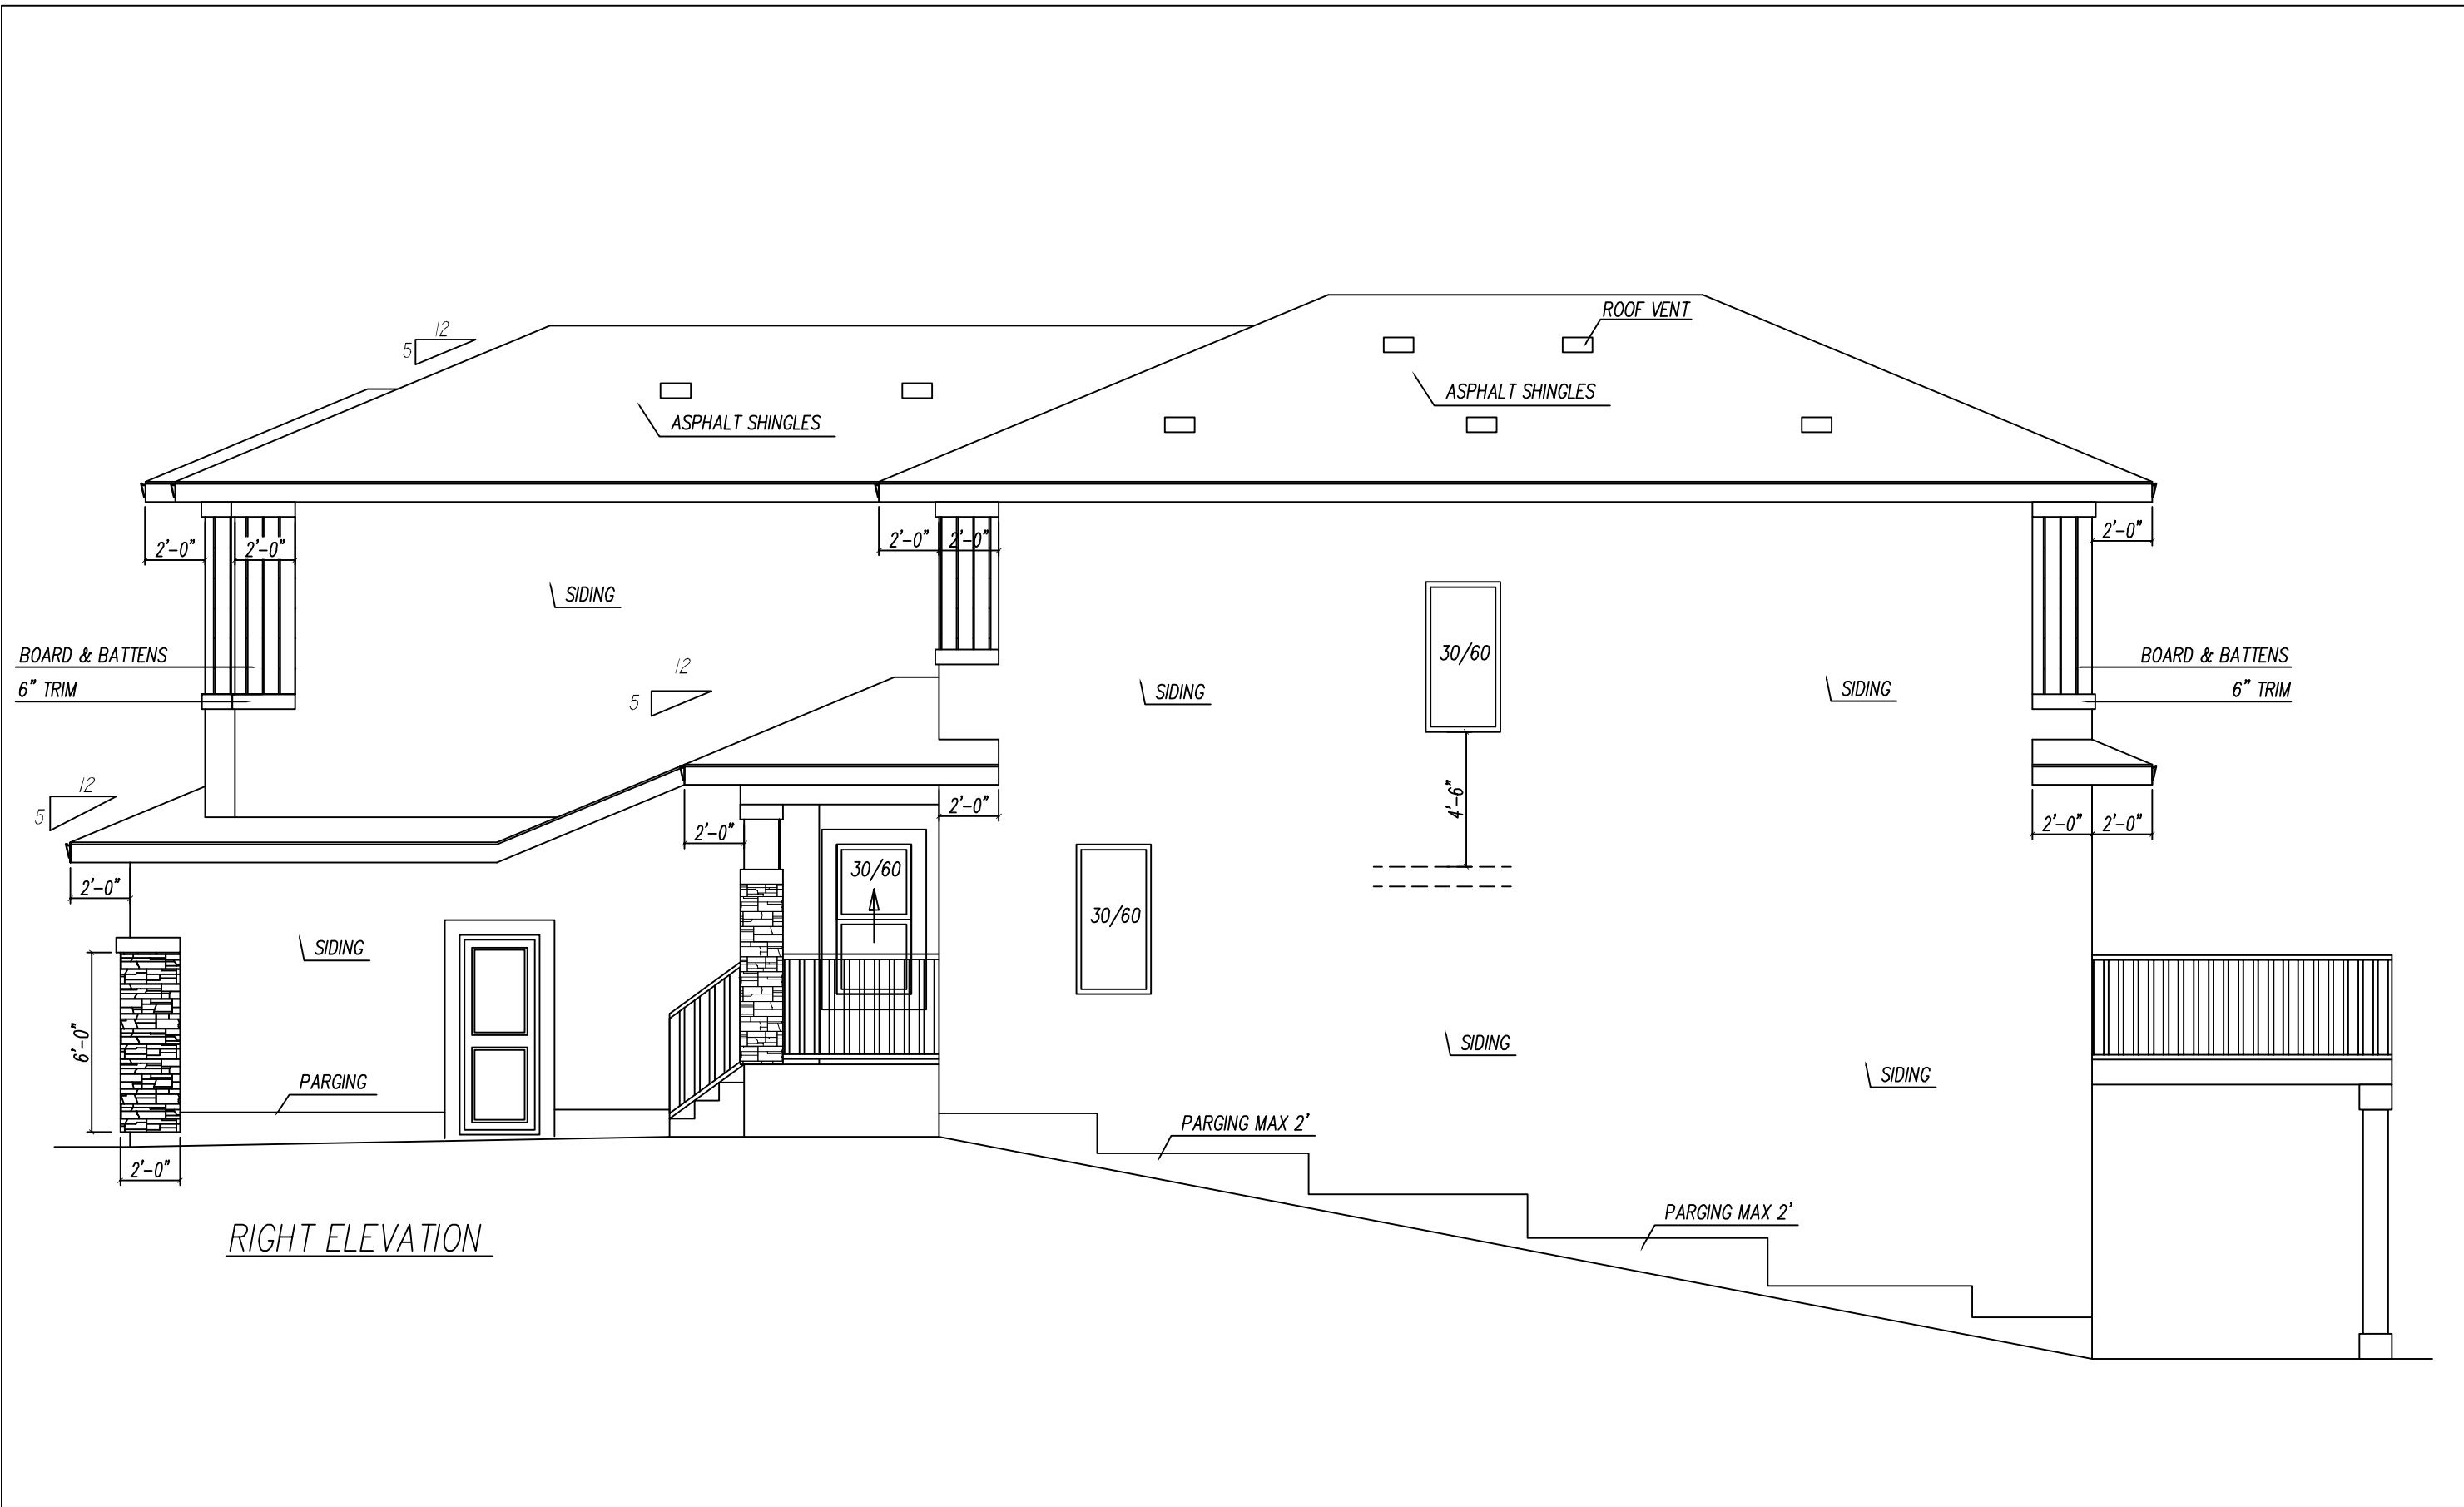 ROOF VENT
12
5
ASPHALT SHINGLES
ASPHALT SHINGLES
2'-0"
2'-0"
2'-0"
2'-0"
2'-0"
SIDING
BOARD & BATTENS
6" TRIM
12
5
SIDING
30/60
SIDING
BOARD & BATTENS
6" TRIM
12
5
4'-6"
2'-0"
2'-0"
2'-0"
2'-0"
2'-0"
30/60
30/60
SIDING
6'-0"
PARGING
SIDING
SIDING
PARGING MAX 2'
2'-0"
PARGING MAX 2'
RIGHT ELEVATION